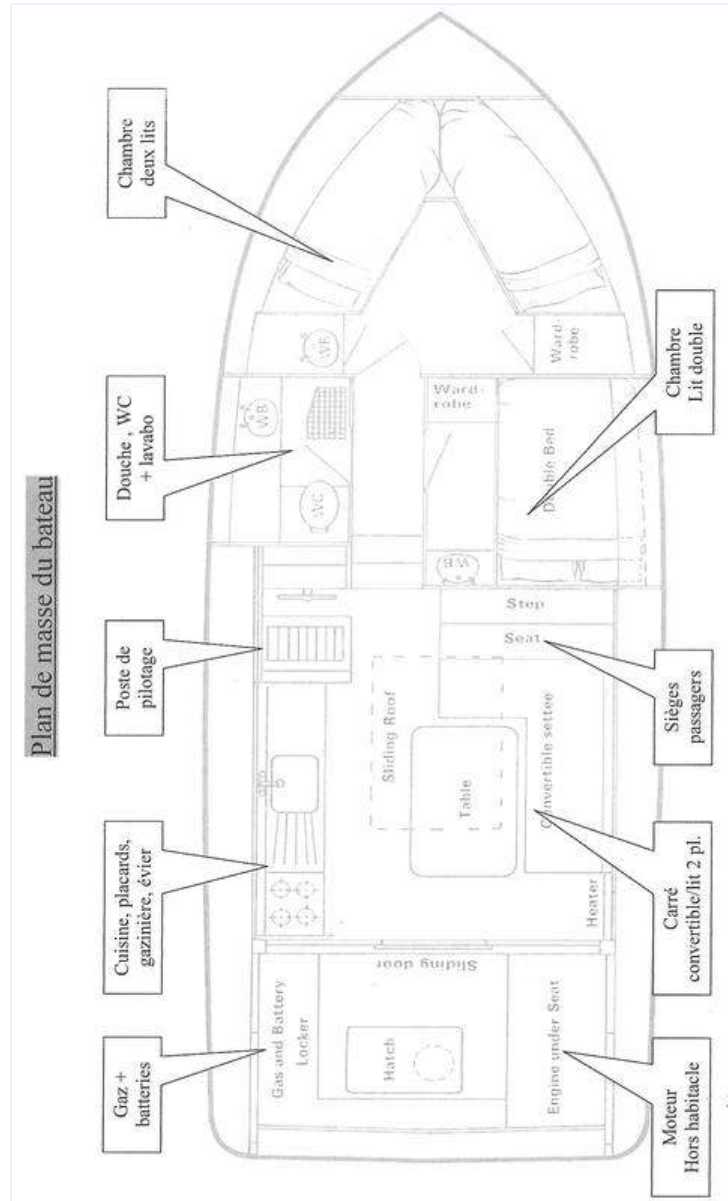 Plan de masse du bateau
Gaz +
batteries
Cuisine, placards,
gazinière, évier
Poste de
pilotage
Douche , WC
+ lavabo
Chambre
deux lits
Gas and Battery
Locker
Hatch
Engine under Seat
Sliding door
Heater
Table
Sliding Roof
Convertible settee
Seat
Step
WC
WB
WB
WB
Ward-
robe
Double Bed
Ward-
robe
Moteur
Hors habitacle
Carré
convertible/lit 2 pl.
Sièges
passagers
Chambre
Lit double